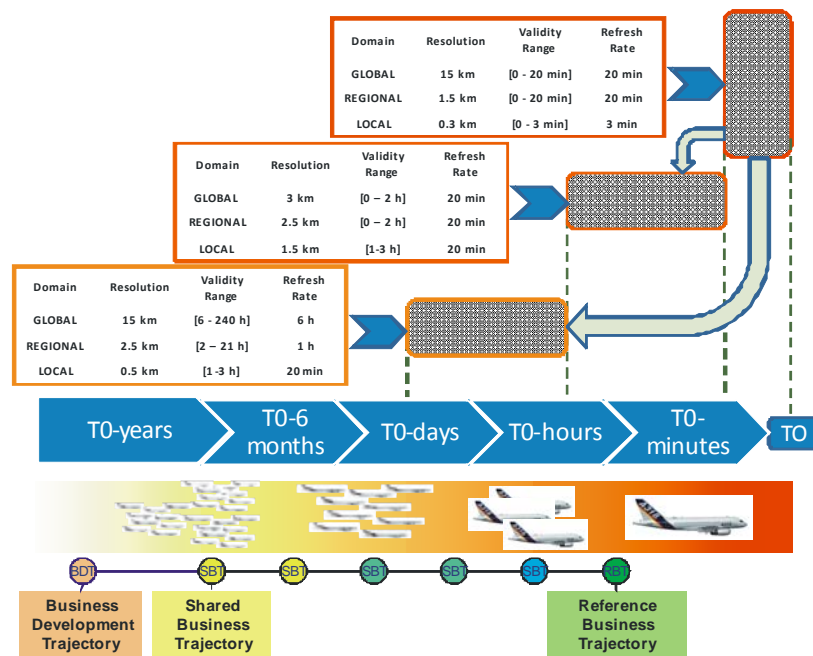 Domain Resolution Validity Range Refresh Rate
GLOBAL 15 km [0 - 20 min] 20 min
REGIONAL 1.5 km [0 - 20 min] 20 min
LOCAL 0.3 km [0 - 3 min] 3 min
Domain Resolution Validity Range Refresh Rate
GLOBAL 3 km [0 – 2 h] 20 min
REGIONAL 2.5 km [0 – 2 h] 20 min
LOCAL 1.5 km [1-3 h] 20 min
Domain Resolution Validity Range Refresh Rate
GLOBAL 15 km [6 - 240 h] 6 h
REGIONAL 2.5 km [2 – 21 h] 1 h
LOCAL 0.5 km [1-3 h] 20 min
T0-years
T0-6
months
T0-days
T0-hours
T0-
minutes
TO
BDT SBT SBT SBT SBT SBT RBT
Business
Development
Trajectory
Shared
Business
Trajectory
Reference
Business
Trajectory